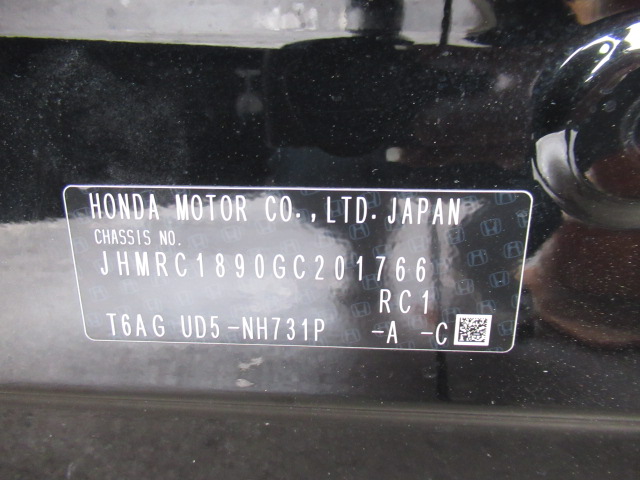 HONDA MOTOR CO.,LTD.JAPAN
CHASSIS NO.
JHMRC1890GC201766
RC1
T6AG UD5-NH731P -A -C